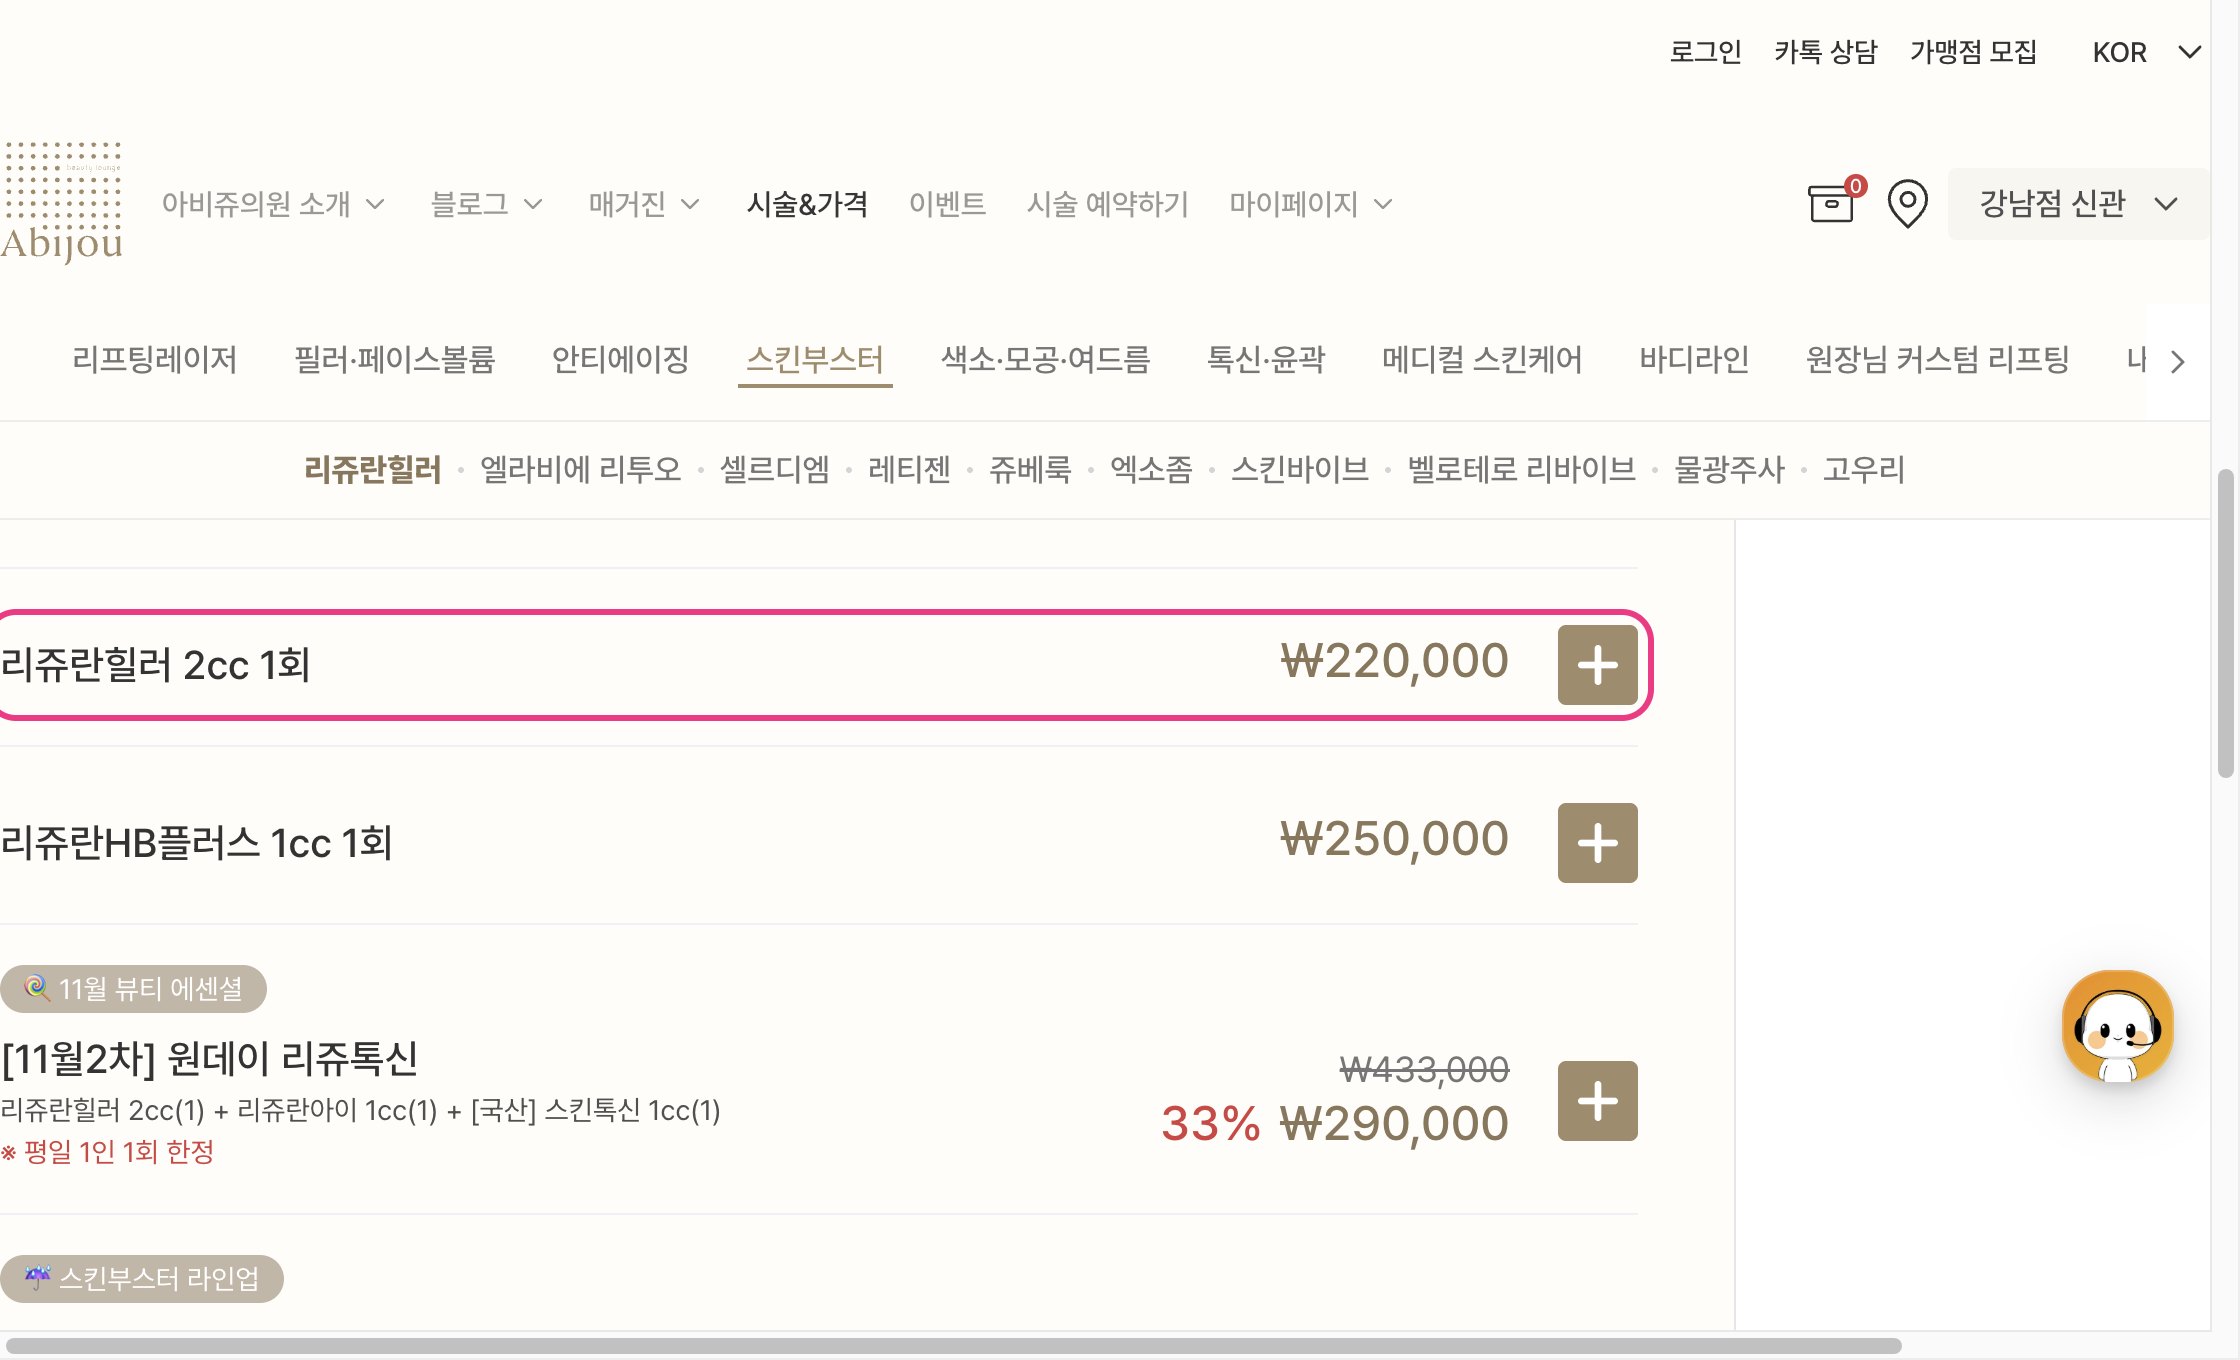 로그인 카톡 상담 가맹점 모집 KOR
beauty lounge
Abijou
아비쥬의원 소개 블로그 매거진 시술&가격 이벤트 시술 예약하기 마이페이지 0 강남점 신관
리프팅레이저 필러·페이스볼륨 안티에이징 스킨부스터 색소·모공·여드름 톡신·윤곽 메디컬 스킨케어 바디라인 원장님 커스텀 리프팅
리쥬란힐러 · 엘라비에 리투오 · 셀르디엠 · 레티젠 · 쥬베룩 · 엑소좀 · 스킨바이브 · 벨로테로 리바이브 · 물광주사 · 고우리
리쥬란힐러 2cc 1회 ₩220,000
리쥬란HB플러스 1cc 1회 ₩250,000
11월 뷰티 에센셜
[11월2차] 원데이 리쥬톡신 ₩433,000
리쥬란힐러 2cc(1) + 리쥬란아이 1cc(1) + [국산] 스킨톡신 1cc(1) 33% ₩290,000
※ 평일 1인 1회 한정
스킨부스터 라인업